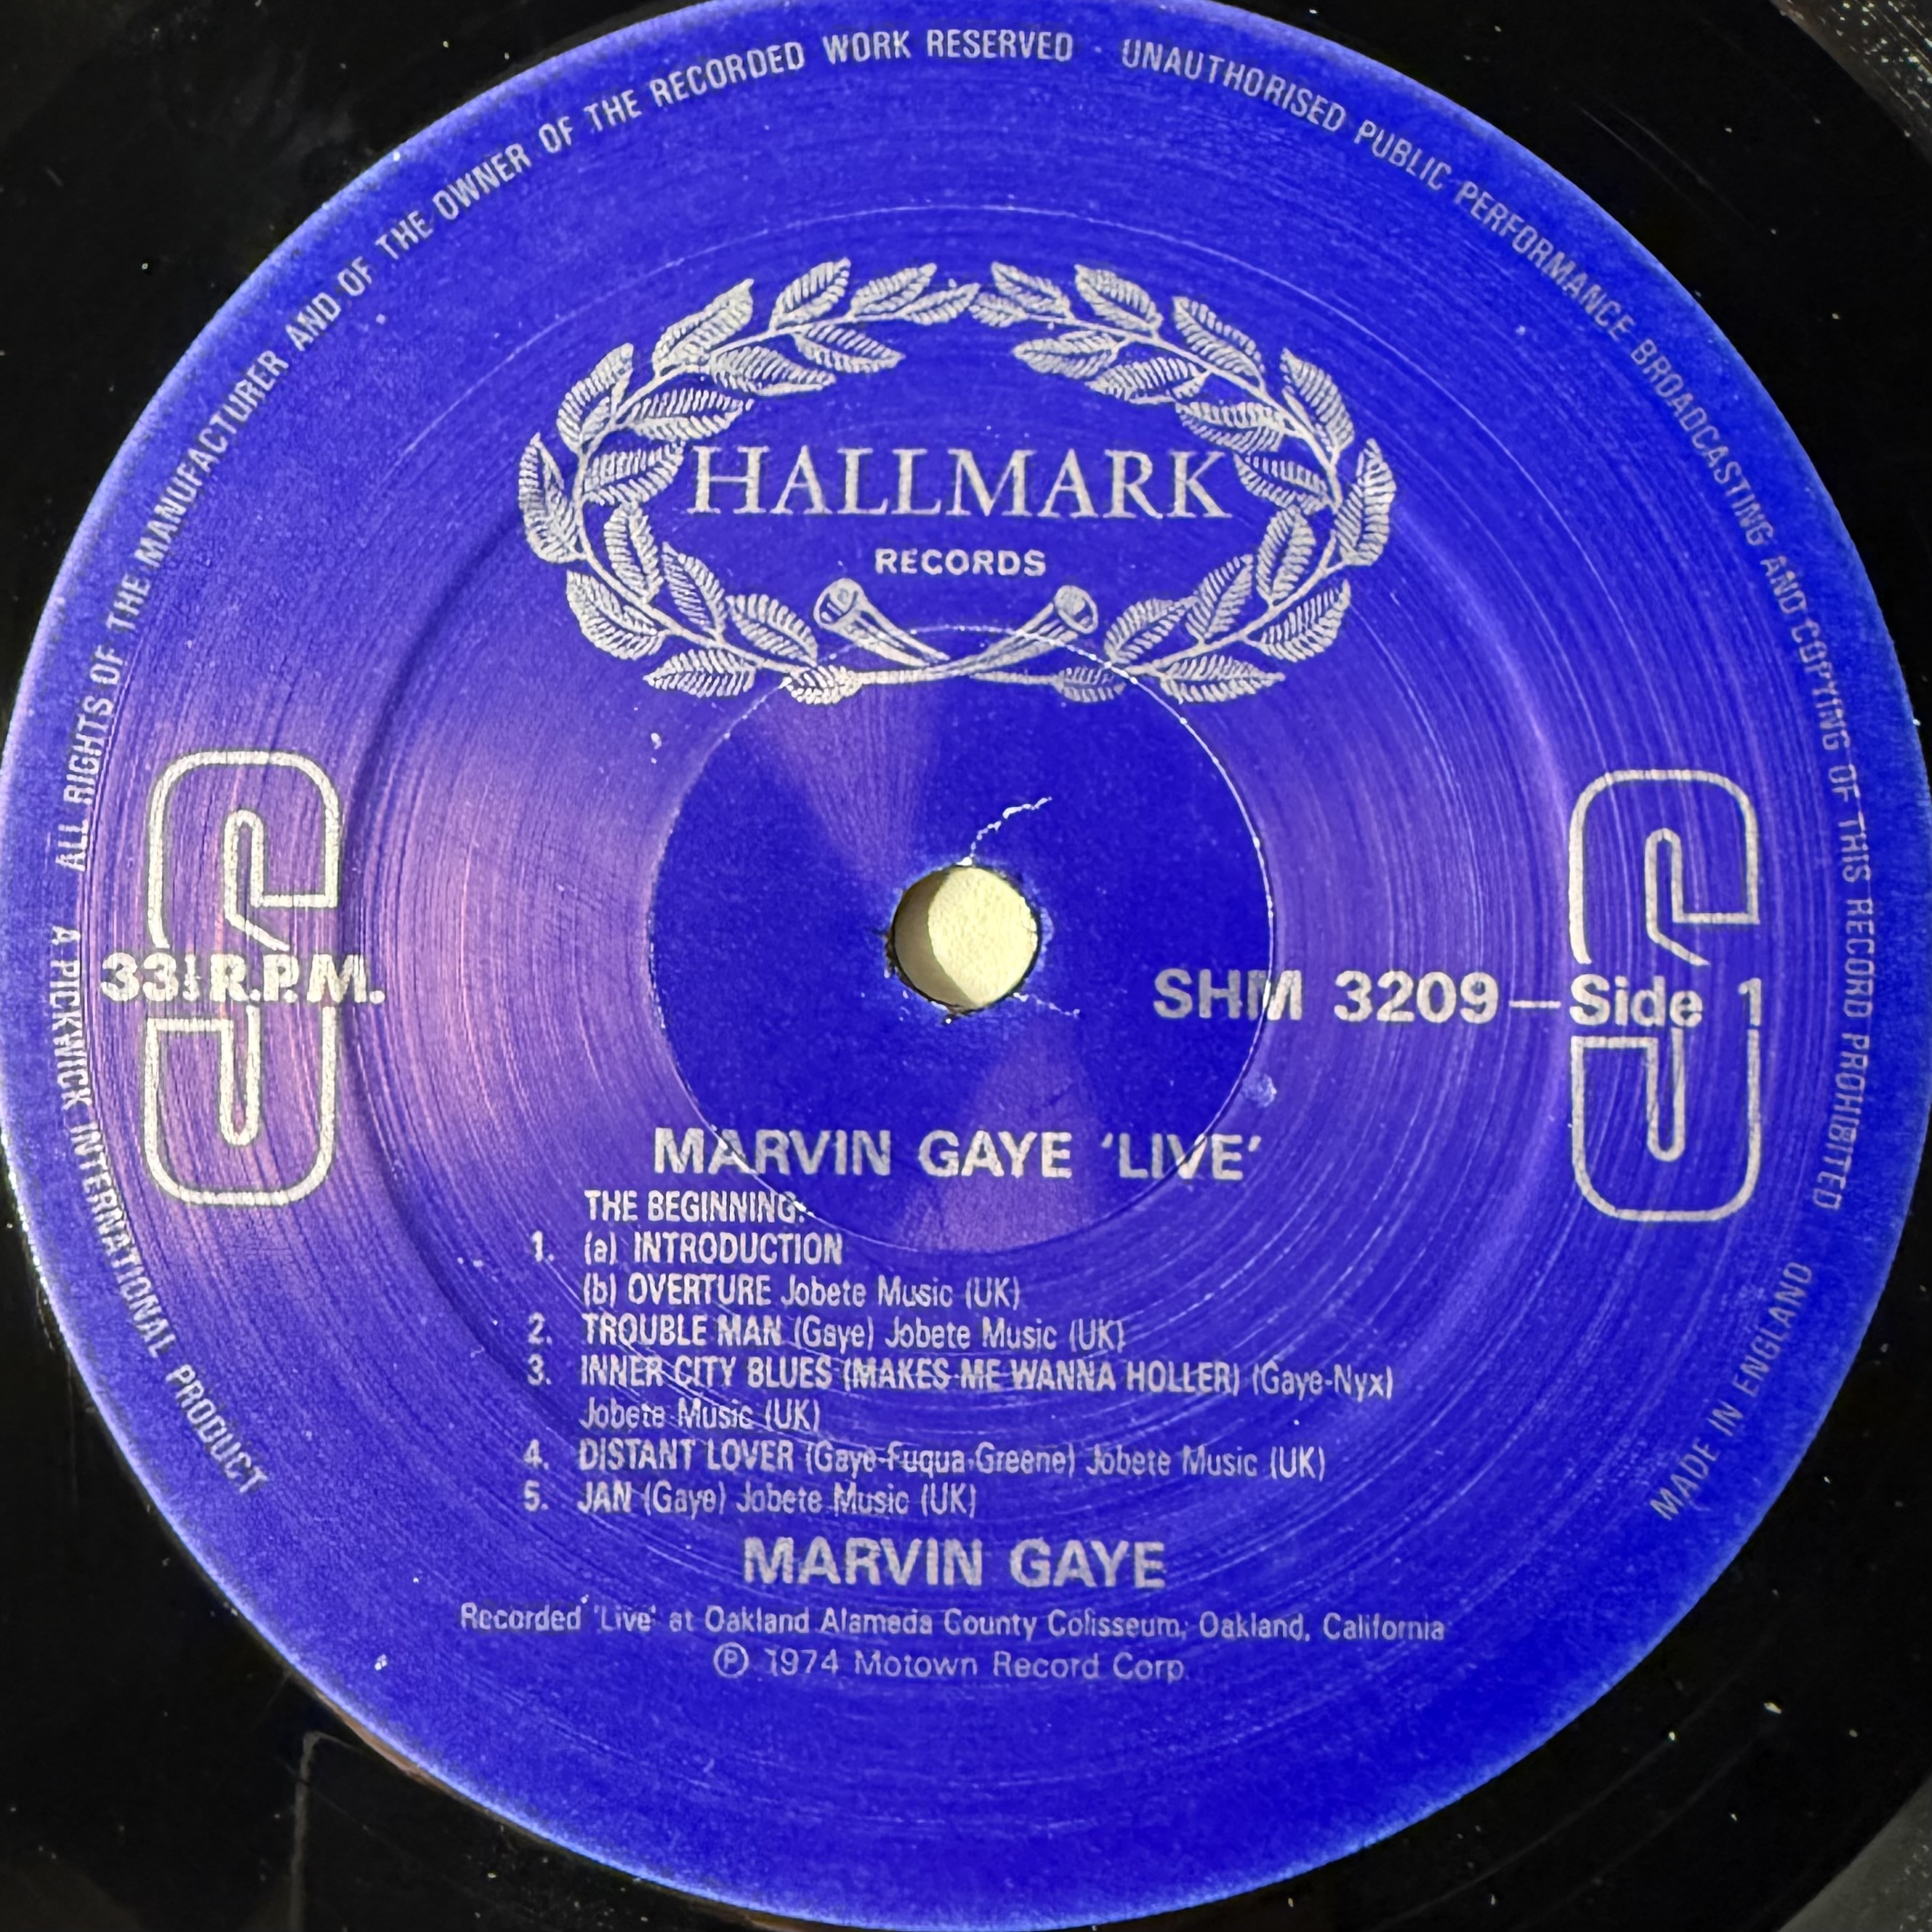 A PICKWICK INTERNATIONAL PRODUCT ALL RIGHTS OF THE MANUFACTURER AND OF THE OWNER OF THE RECORDED WORK RESERVED UNAUTHORISED PUBLIC PERFORMANCE BROADCASTING AND COPYING OF THIS RECORD PROHIBITED MADE IN ENGLAND
HALLMARK
RECORDS
S
33⅓ R.P.M.
S
SHM 3209—Side 1
MARVIN GAYE ‘LIVE’
THE BEGINNING:
1. (a) INTRODUCTION
(b) OVERTURE Jobete Music (UK)
2. TROUBLE MAN (Gaye) Jobete Music (UK)
3. INNER CITY BLUES (MAKES ME WANNA HOLLER) (Gaye-Nyx)
Jobete Music (UK)
4. DISTANT LOVER (Gaye-Fuqua-Greene) Jobete Music (UK)
5. JAN (Gaye) Jobete Music (UK)
MARVIN GAYE
Recorded ‘Live’ at Oakland Alameda County Colisseum, Oakland, California
℗ 1974 Motown Record Corp.